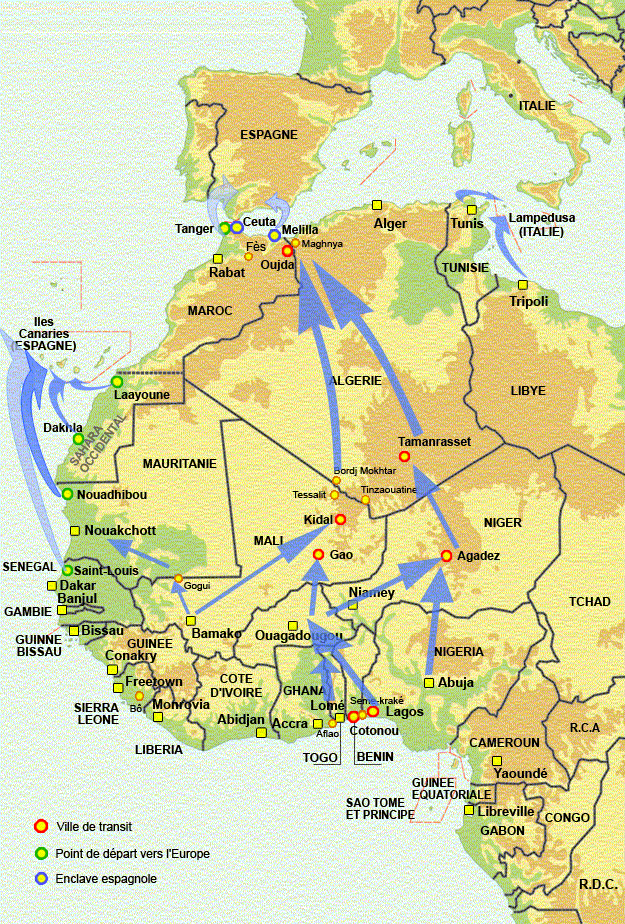 ITALIE
ESPAGNE
Ceuta
Tanger
Melilla
Alger
Tunis
Lampedusa
(ITALIE)
Maghnya
Fès
Oujda
Rabat
TUNISIE
Tripoli
MAROC
Iles
Canaries
(ESPAGNE)
ALGERIE
LIBYE
Laayoune
Dakhla
SAHARA
OCCIDENTAL
Tamanrasset
MAURITANIE
Bordj Mokhtar
Tessalit
Tinzaouatine
Nouadhibou
Kidal
NIGER
Nouakchott
MALI
Gao
Agadez
SENEGAL
Saint-Louis
Gogui
Dakar
Banjul
Niamey
TCHAD
GAMBIE
Bissau
Bamako
Ouagadougou
GUINNE
BISSAU
GUINEE
Conakry
NIGERIA
COTE
D'IVOIRE
Abuja
Freetown
GHANA
Seme-kraké
SIERRA
LEONE
Bô
Monrovia
Lomé
Lagos
Abidjan
Accra
Aflao
Cotonou
R.C.A
LIBERIA
TOGO
BENIN
CAMEROUN
Yaoundé
GUINEE
EQUATORIALE
SAO TOME
ET PRINCIPE
Libreville
CONGO
GABON
R.D.C.
Ville de transit
Point de départ vers l'Europe
Enclave espagnole